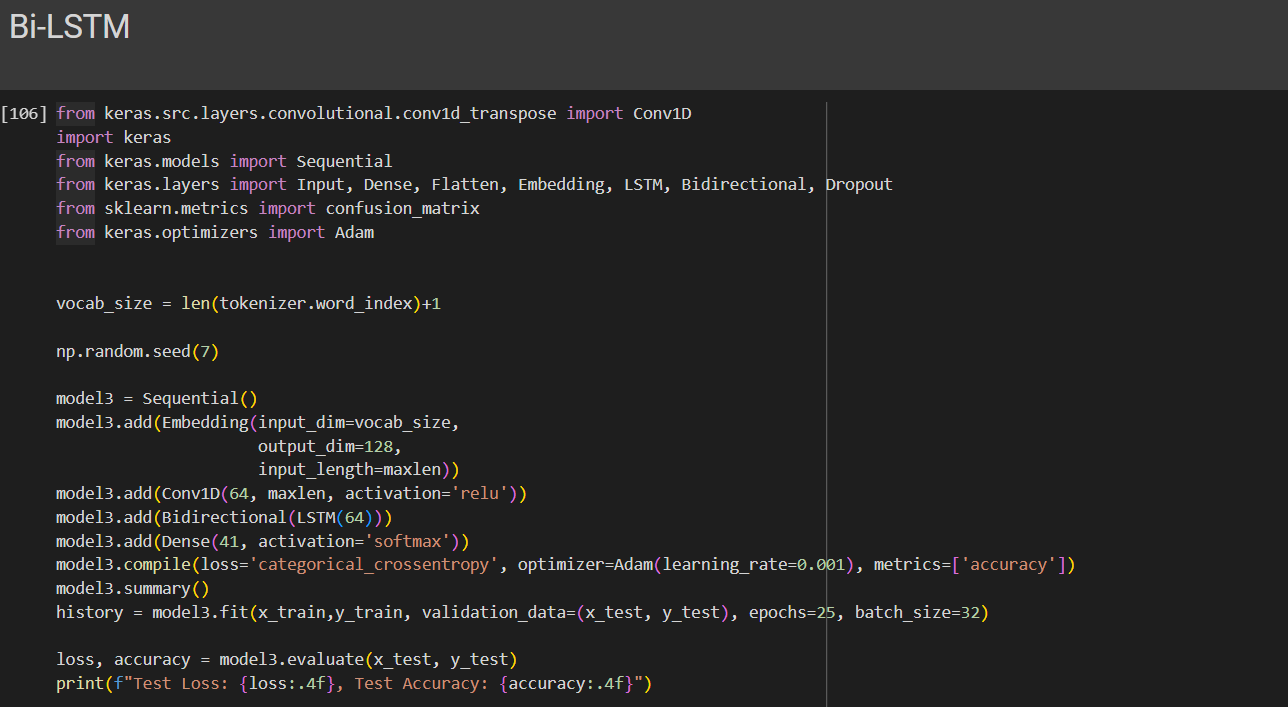 Bi-LSTM
[106] from keras.src.layers.convolutional.conv1d_transpose import Conv1D
import keras
from keras.models import Sequential
from keras.layers import Input, Dense, Flatten, Embedding, LSTM, Bidirectional, Dropout
from sklearn.metrics import confusion_matrix
from keras.optimizers import Adam
vocab_size = len(tokenizer.word_index)+1
np.random.seed(7)
model3 = Sequential()
model3.add(Embedding(input_dim=vocab_size,
output_dim=128,
input_length=maxlen))
model3.add(Conv1D(64, maxlen, activation='relu'))
model3.add(Bidirectional(LSTM(64)))
model3.add(Dense(41, activation='softmax'))
model3.compile(loss='categorical_crossentropy', optimizer=Adam(learning_rate=0.001), metrics=['accuracy'])
model3.summary()
history = model3.fit(x_train,y_train, validation_data=(x_test, y_test), epochs=25, batch_size=32)
loss, accuracy = model3.evaluate(x_test, y_test)
print(f"Test Loss: {loss:.4f}, Test Accuracy: {accuracy:.4f}")